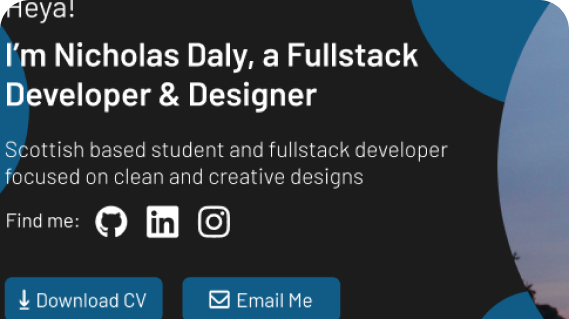 Heya!
I'm Nicholas Daly, a Fullstack
Developer & Designer
Scottish based student and fullstack developer
focused on clean and creative designs
Find me:
Download CV
Email Me